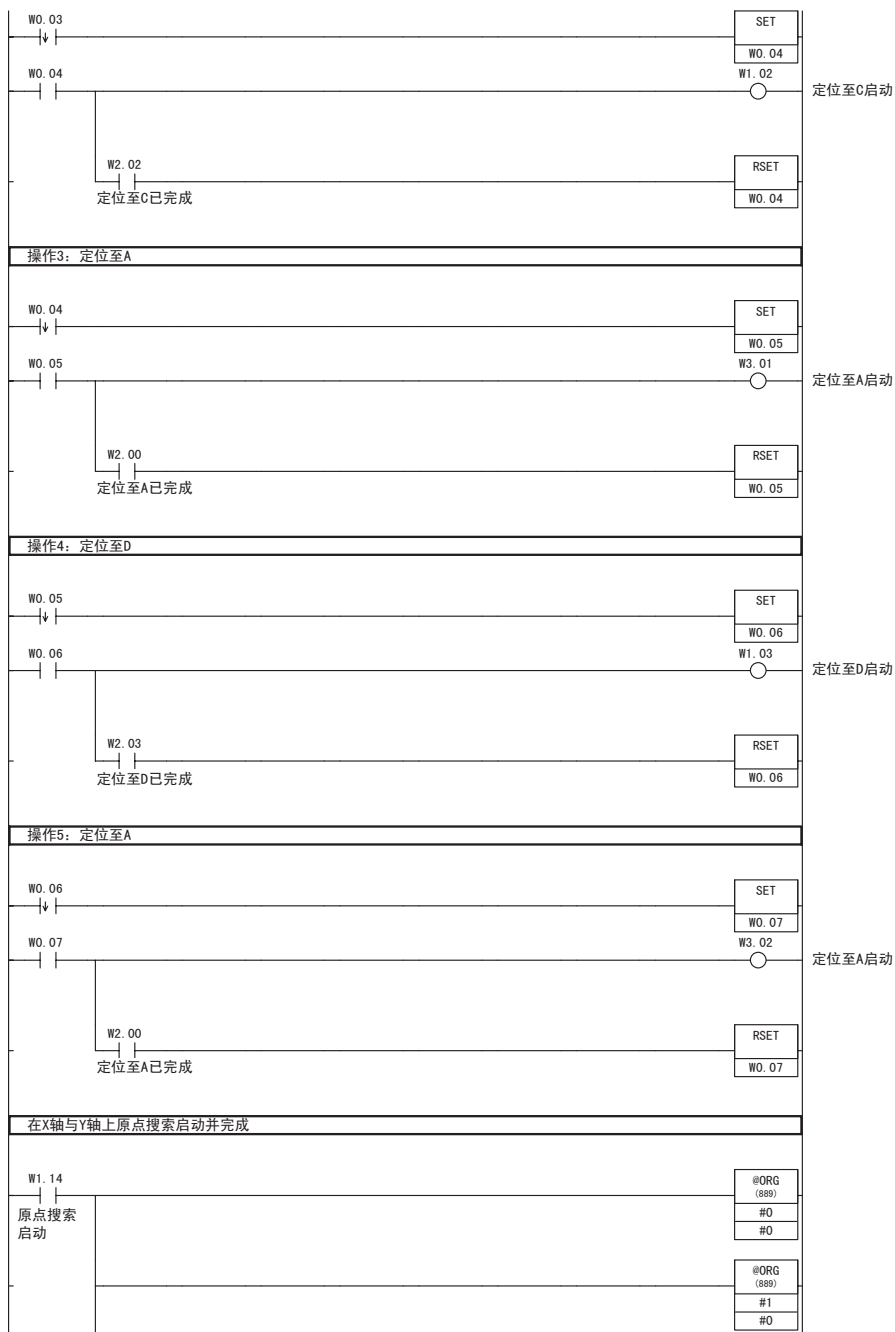 W0.03
SET
W0.04
W0.04
W1.02
定位至C启动
W2.02
定位至C已完成
RSET
W0.04
操作3: 定位至A
W0.04
SET
W0.05
W0.05
W3.01
定位至A启动
W2.00
定位至A已完成
RSET
W0.05
操作4: 定位至D
W0.05
SET
W0.06
W0.06
W1.03
定位至D启动
W2.03
定位至D已完成
RSET
W0.06
操作5: 定位至A
W0.06
SET
W0.07
W0.07
W3.02
定位至A启动
W2.00
定位至A已完成
RSET
W0.07
在X轴与Y轴上原点搜索启动并完成
W1.14
原点搜索
启动
@ORG
(889)
#0
#0
@ORG
(889)
#1
#0